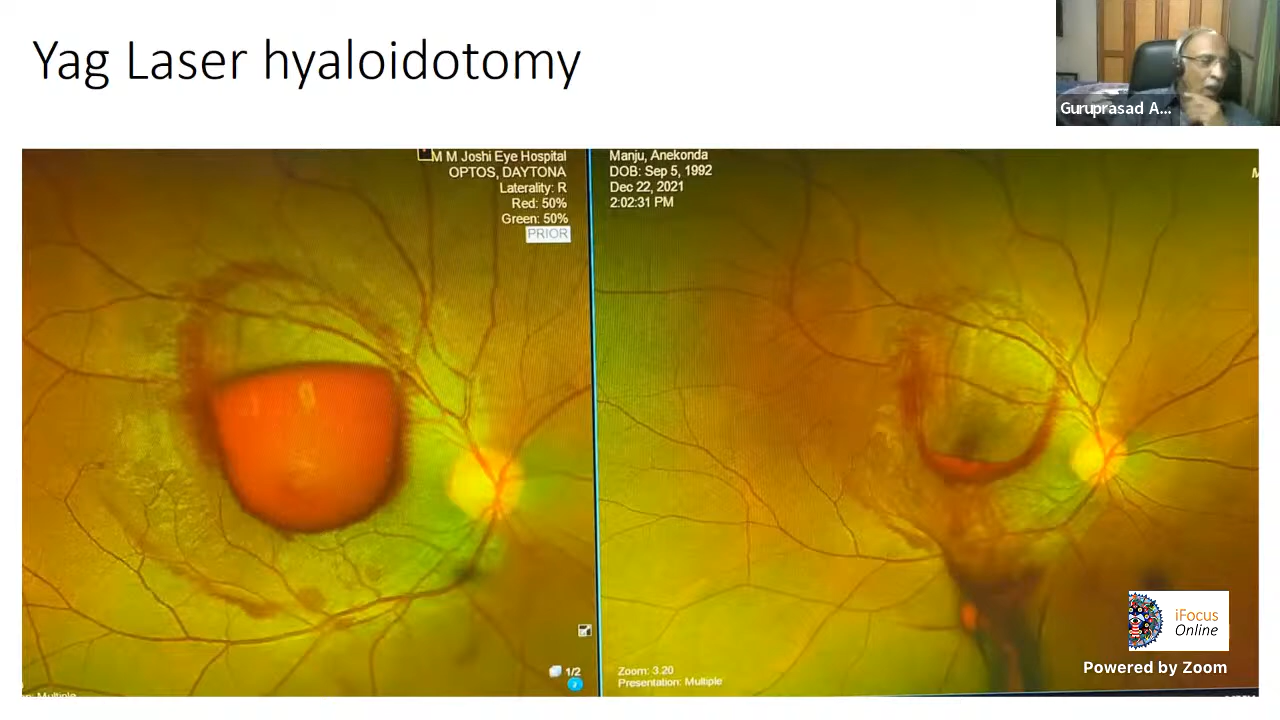 Yag Laser hyaloidotomy
Guruprasad A...
M M Joshi Eye Hospital
OPTOS, DAYTONA
Laterality: R
Red: 50%
Green: 50%
PRIOR
1/2
Manju, Anekonda
DOB: Sep 5, 1992
Dec 22, 2021
2:02:31 PM
Zoom: 3.20
Presentation: Multiple
iFocus
Online
Powered by Zoom